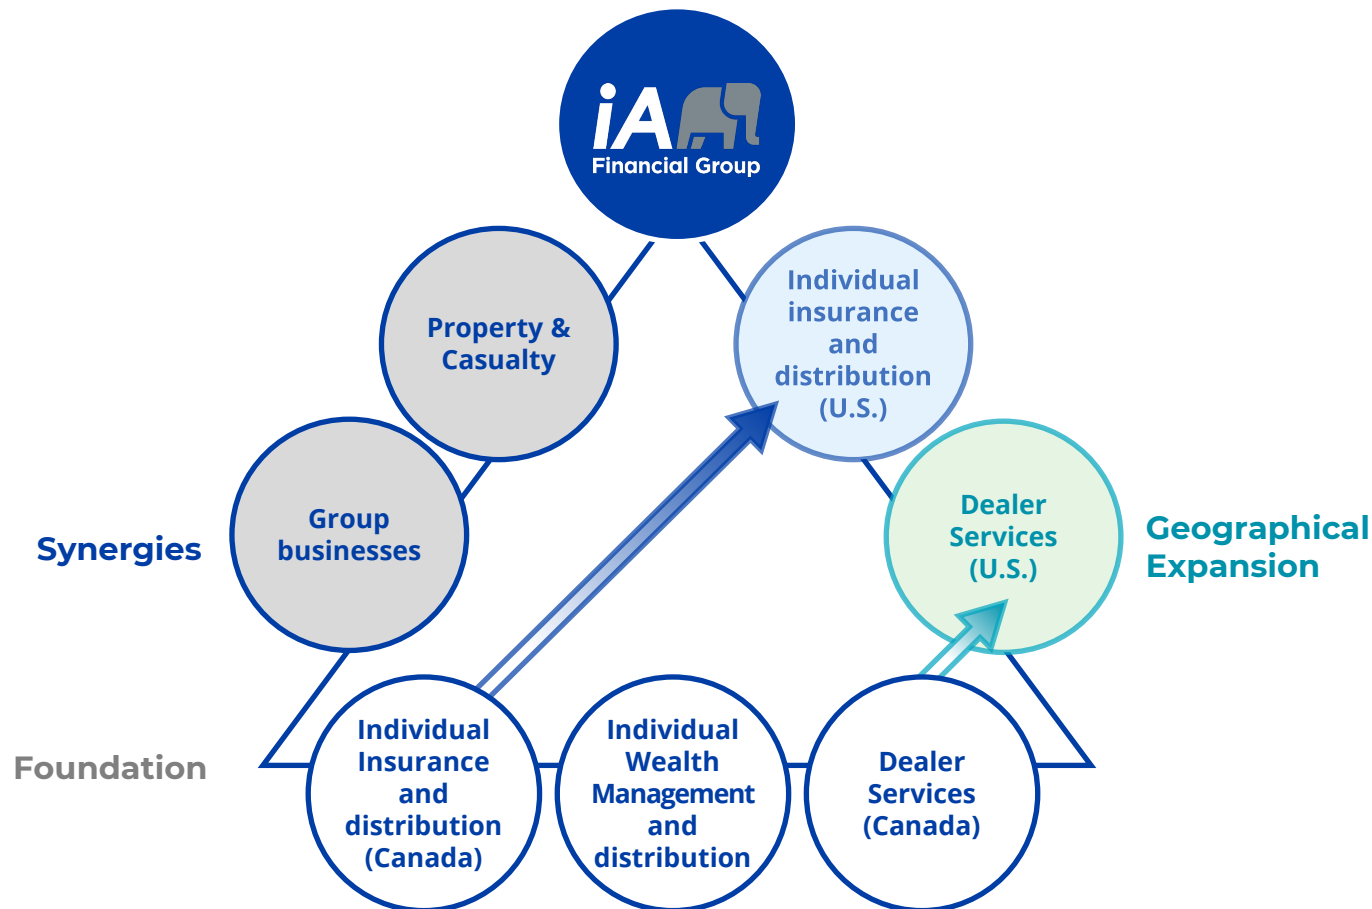 iA
Financial Group
Property &
Casualty
Individual
insurance
and
distribution
(U.S.)
Group
businesses
Dealer
Services
(U.S.)
Synergies
Geographical
Expansion
Foundation
Individual
Insurance
and
distribution
(Canada)
Individual
Wealth
Management
and
distribution
Dealer
Services
(Canada)